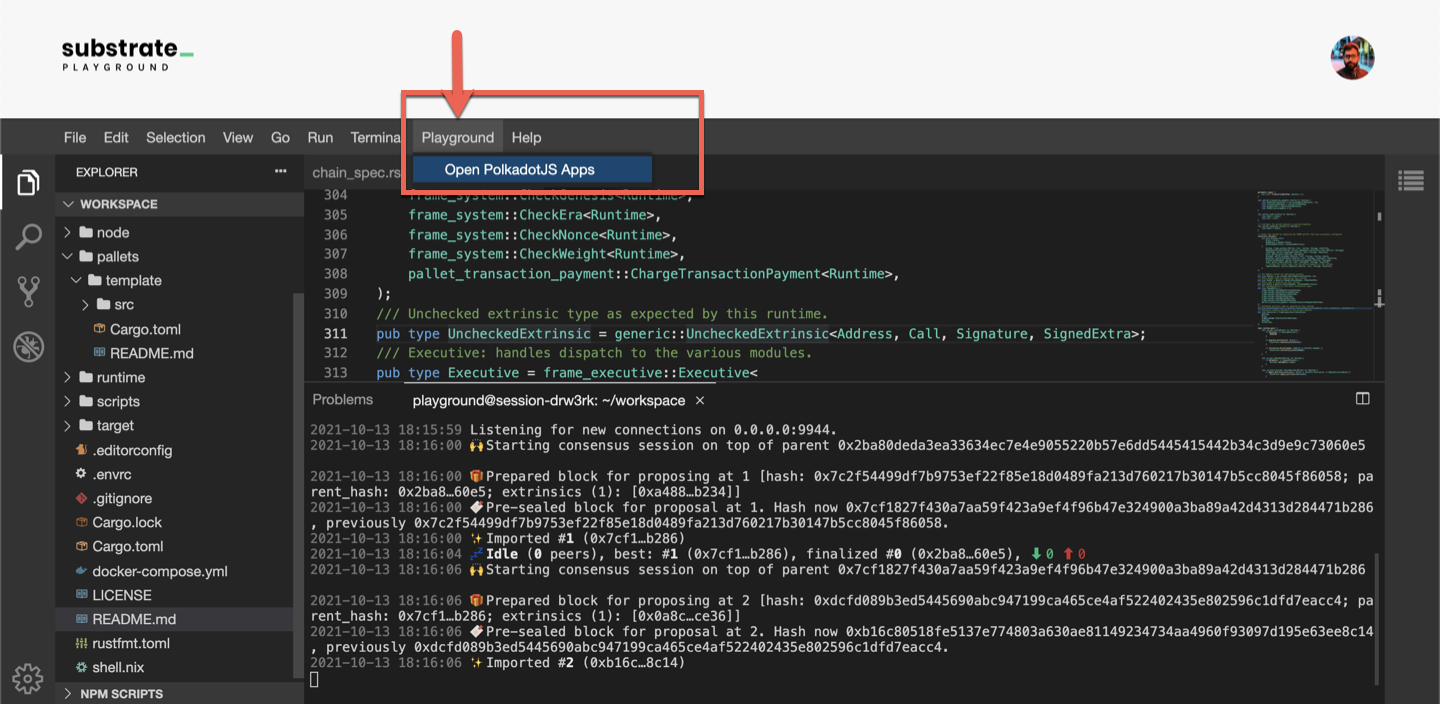 substrate_
PLAYGROUND
File Edit Selection View Go Run Termina Playground Help
Open PolkadotJS Apps
EXPLORER
chain_spec.rs
WORKSPACE
node
pallets
template
src
Cargo.toml
README.md
runtime
scripts
target
.editorconfig
.envrc
.gitignore
Cargo.lock
Cargo.toml
docker-compose.yml
LICENSE
README.md
rustfmt.toml
shell.nix
NPM SCRIPTS
304 frame_system::CheckGenesis<Runtime>,
305 frame_system::CheckEra<Runtime>,
306 frame_system::CheckNonce<Runtime>,
307 frame_system::CheckWeight<Runtime>,
308 pallet_transaction_payment::ChargeTransactionPayment<Runtime>,
309 );
310 /// Unchecked extrinsic type as expected by this runtime.
311 pub type UncheckedExtrinsic = generic::UncheckedExtrinsic<Address, Call, Signature, SignedExtra>;
312 /// Executive: handles dispatch to the various modules.
313 pub type Executive = frame_executive::Executive<
Problems playground@session-drw3rk: ~/workspace ×
2021-10-13 18:15:59 Listening for new connections on 0.0.0.0:9944.
2021-10-13 18:16:00 🙌Starting consensus session on top of parent 0x2ba80deda3ea33634ec7e4e9055220b57e6dd5445415442b34c3d9e9c73060e5
2021-10-13 18:16:00 🎁Prepared block for proposing at 1 [hash: 0x7c2f54499df7b9753ef22f85e18d0489fa213d760217b30147b5cc8045f86058; pa
rent_hash: 0x2ba8…60e5; extrinsics (1): [0xa488…b234]]
2021-10-13 18:16:00 🔖Pre-sealed block for proposal at 1. Hash now 0x7cf1827f430a7aa59f423a9ef4f96b47e324900a3ba89a42d4313d284471b286
, previously 0x7c2f54499df7b9753ef22f85e18d0489fa213d760217b30147b5cc8045f86058.
2021-10-13 18:16:00 ✨Imported #1 (0x7cf1…b286)
2021-10-13 18:16:04 💤Idle (0 peers), best: #1 (0x7cf1…b286), finalized #0 (0x2ba8…60e5), ⬇0 ⬆0
2021-10-13 18:16:06 🙌Starting consensus session on top of parent 0x7cf1827f430a7aa59f423a9ef4f96b47e324900a3ba89a42d4313d284471b286
2021-10-13 18:16:06 🎁Prepared block for proposing at 2 [hash: 0xdcfd089b3ed5445690abc947199ca465ce4af522402435e802596c1dfd7eacc4; pa
rent_hash: 0x7cf1…b286; extrinsics (1): [0x0a8c…ce36]]
2021-10-13 18:16:06 🔖Pre-sealed block for proposal at 2. Hash now 0xb16c80518fe5137e774803a630ae81149234734aa4960f93097d195e63ee8c14
, previously 0xdcfd089b3ed5445690abc947199ca465ce4af522402435e802596c1dfd7eacc4.
2021-10-13 18:16:06 ✨Imported #2 (0xb16c…8c14)